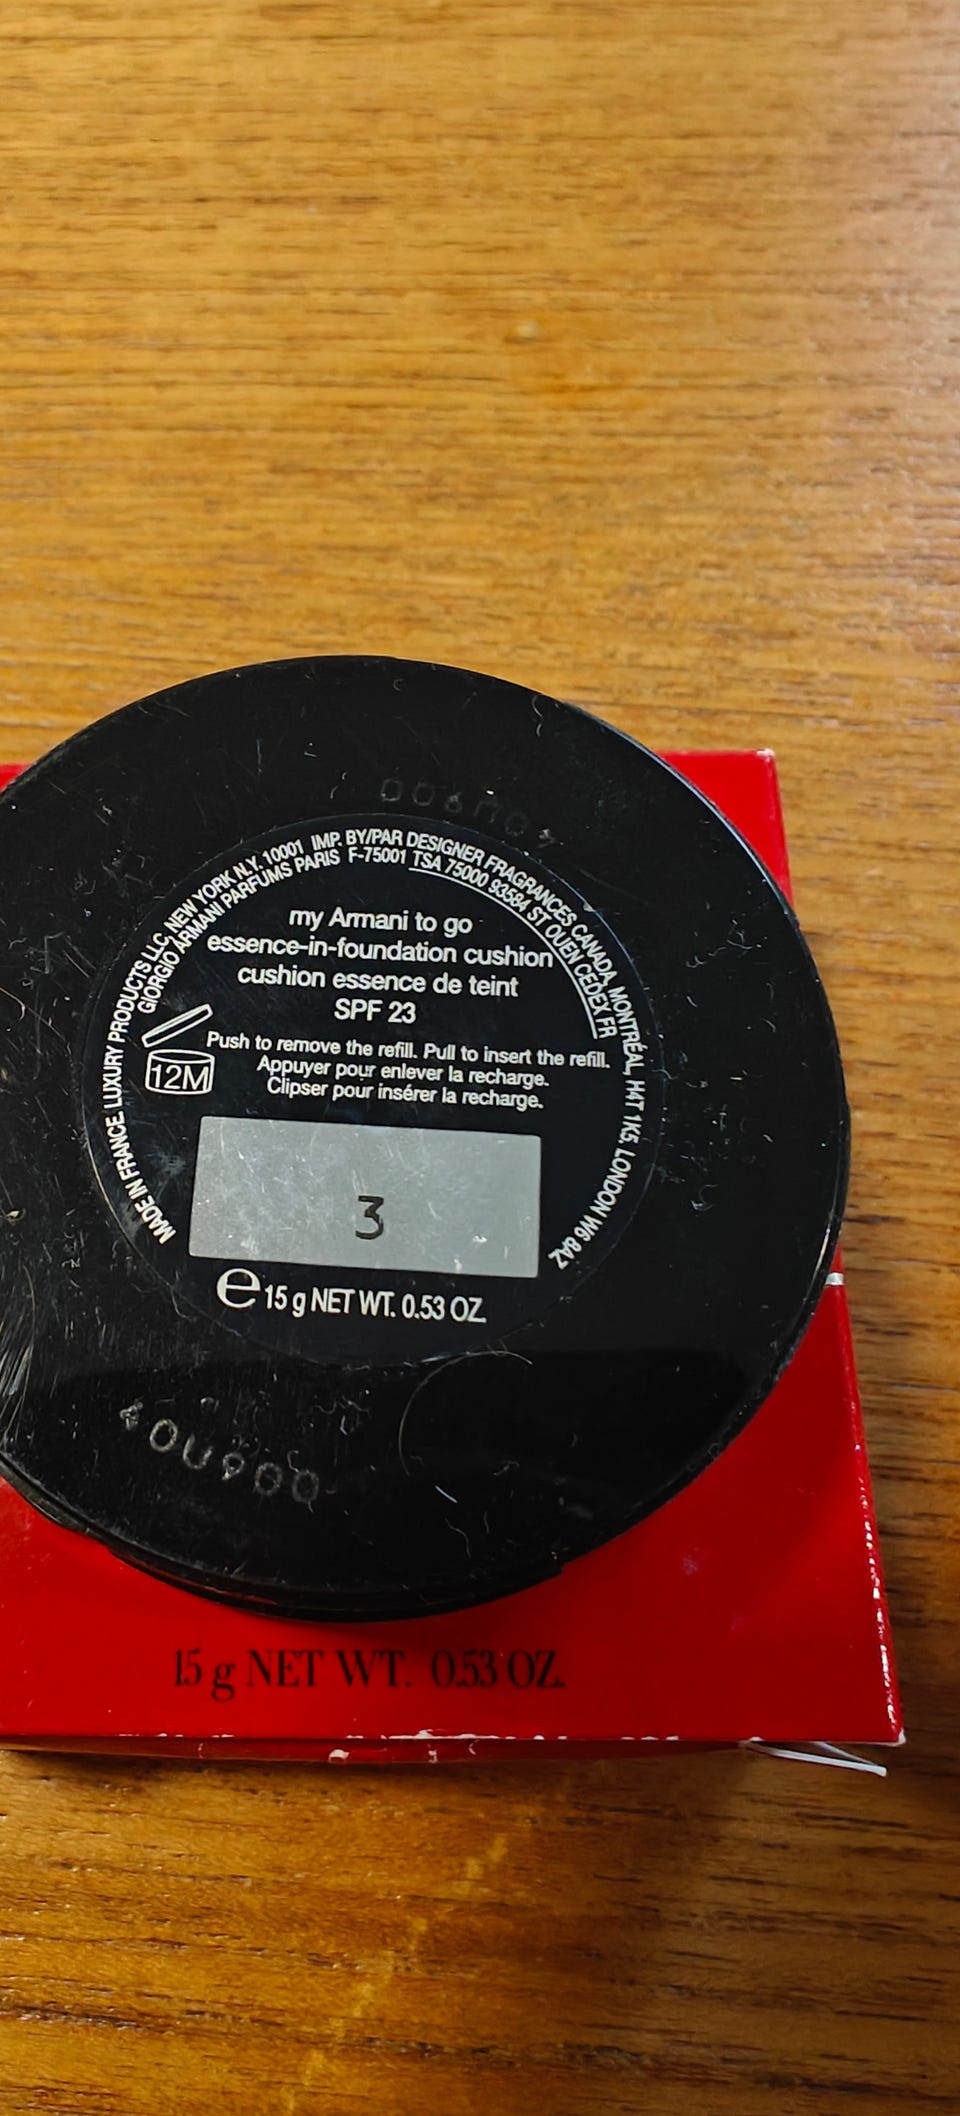 MADE IN FRANCE. LUXURY PRODUCTS LLC NEW YORK N.Y. 10001 IMP. BY/PAR DESIGNER FRAGRANCES CANADA, MONTRÉAL, H4T 1K5. LONDON W6 8AZ
GIORGIO ARMANI PARFUMS PARIS F-75001 TSA 75000 93584 ST OUEN CEDEX FR
my Armani to go
essence-in-foundation cushion
cushion essence de teint
SPF 23
Push to remove the refill. Pull to insert the refill.
Appuyer pour enlever la recharge.
Clipser pour insérer la recharge.
12M
3
e 15 g NET WT. 0.53 OZ.
15 g NET WT. 0.53 OZ.